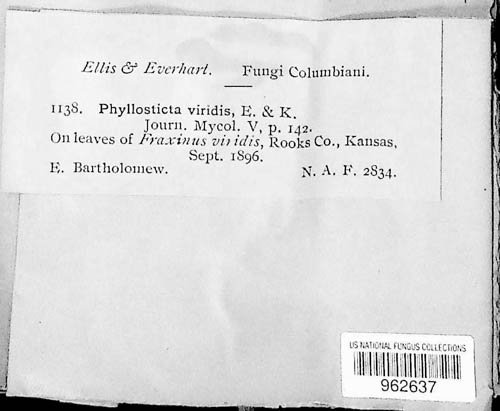 Ellis & Everhart. Fungi Columbiani.
1138. Phyllosticta viridis, E. & K.
Journ. Mycol. V, p. 142.
On leaves of Fraxinus viridis, Rooks Co., Kansas,
Sept. 1896.
E. Bartholomew. N. A. F. 2834.
US NATIONAL FUNGUS COLLECTIONS
962637